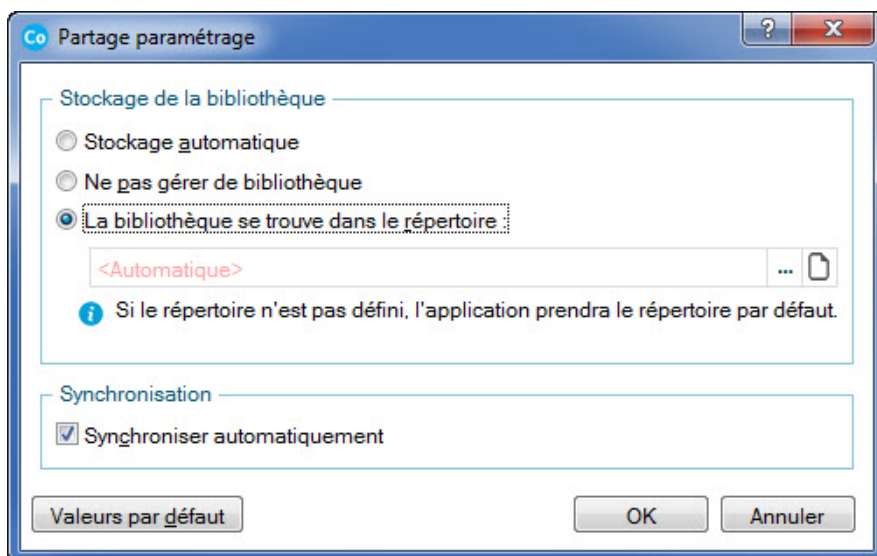 Co Partage paramétrage
? X
Stockage de la bibliothèque
Stockage automatique
Ne pas gérer de bibliothèque
La bibliothèque se trouve dans le répertoire :
<Automatique> ...
i Si le répertoire n'est pas défini, l'application prendra le répertoire par défaut.
Synchronisation
Synchroniser automatiquement
Valeurs par défaut OK Annuler